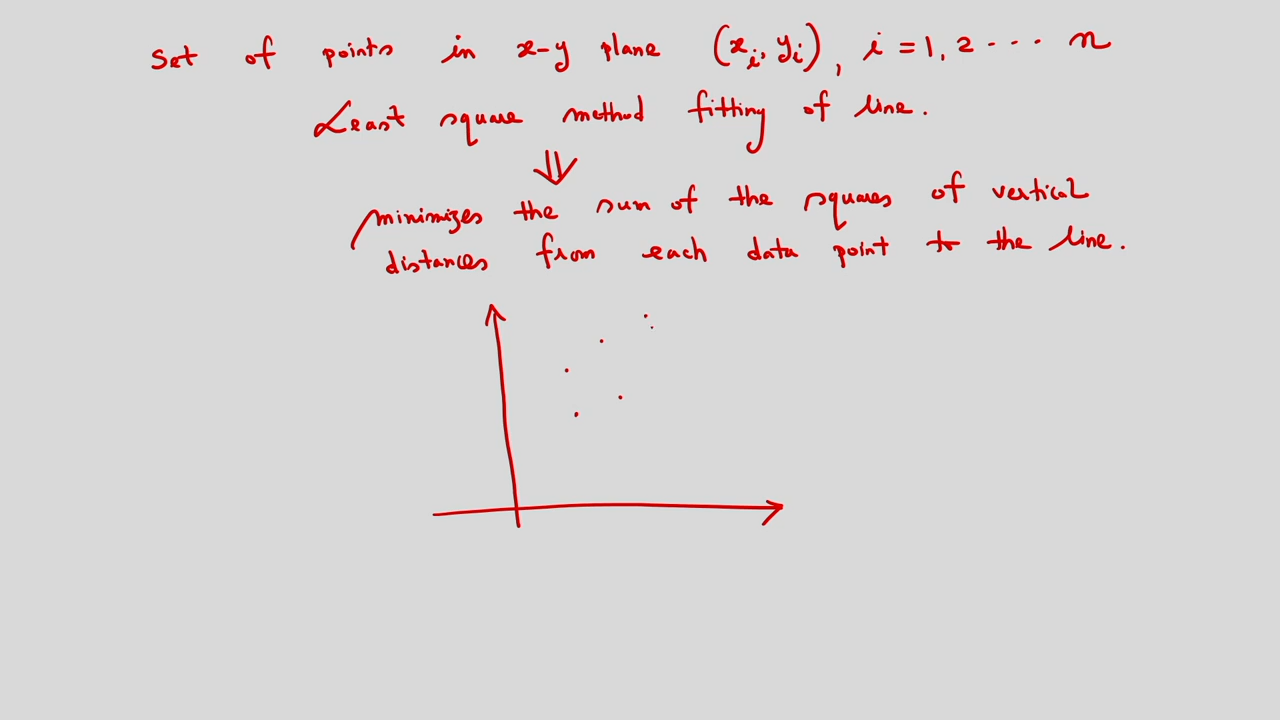 Set of points in x-y plane (xi, yi), i = 1, 2 ... n
Least square method fitting of line.
⇓
minimizes the sum of the squares of vertical
distances from each data point to the line.